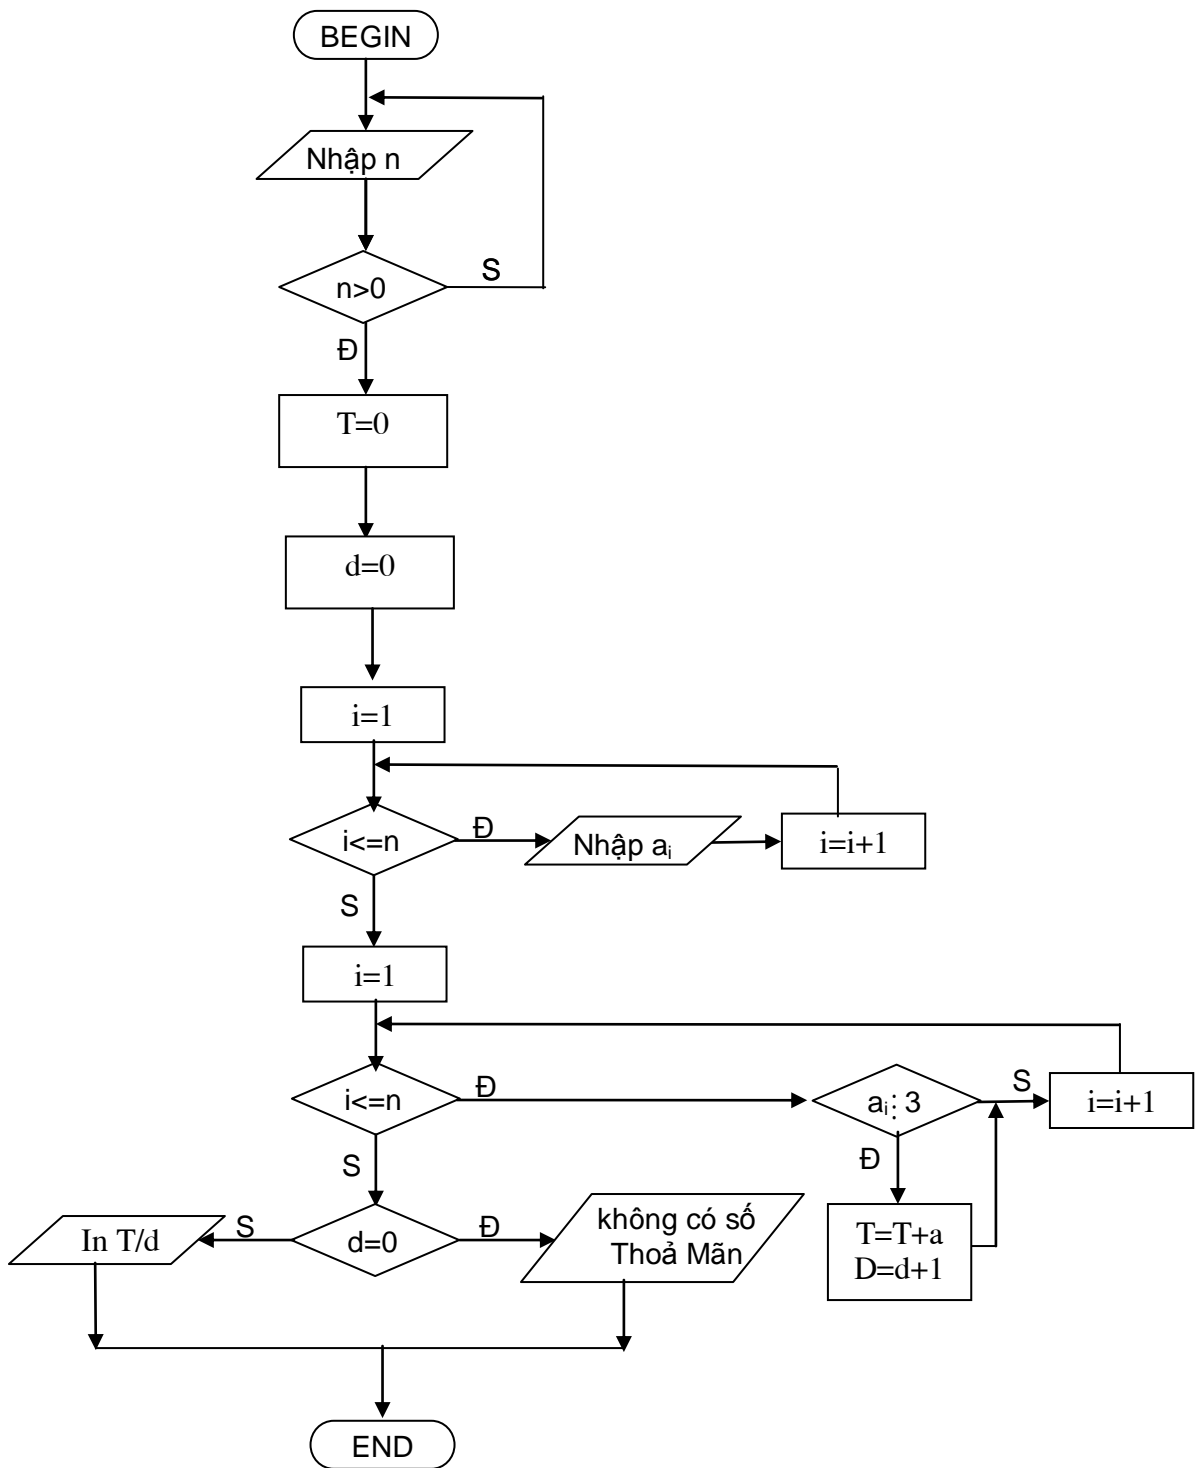 BEGIN
Nhập n
n>0
S
Đ
T=0
d=0
i=1
i<=n
Đ
Nhập aᵢ
i=i+1
S
i=1
i<=n
Đ
aᵢ⋮ 3
S
i=i+1
S
Đ
In T/d
S
d=0
Đ
không có số
Thoả Mãn
T=T+a
D=d+1
END